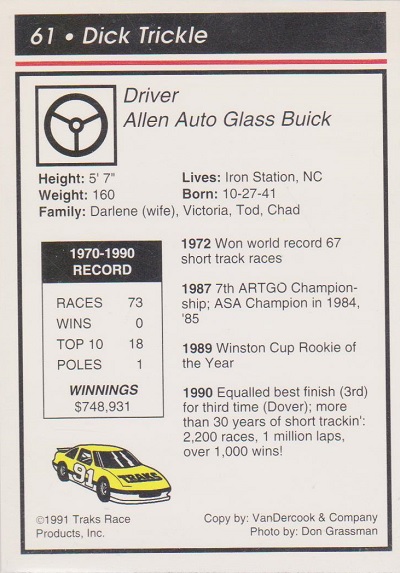 61 • Dick Trickle
Driver
Allen Auto Glass Buick
Height: 5' 7"
Weight: 160
Lives: Iron Station, NC
Born: 10-27-41
Family: Darlene (wife), Victoria, Tod, Chad
1970-1990
RECORD
RACES 73
WINS 0
TOP 10 18
POLES 1
WINNINGS
$748,931
1972 Won world record 67
short track races
1987 7th ARTGO Champion-
ship; ASA Champion in 1984,
'85
1989 Winston Cup Rookie of
the Year
1990 Equalled best finish (3rd)
for third time (Dover); more
than 30 years of short trackin':
2,200 races, 1 million laps,
over 1,000 wins!
91
TRAKS
©1991 Traks Race
Products, Inc.
Copy by: VanDercook & Company
Photo by: Don Grassman